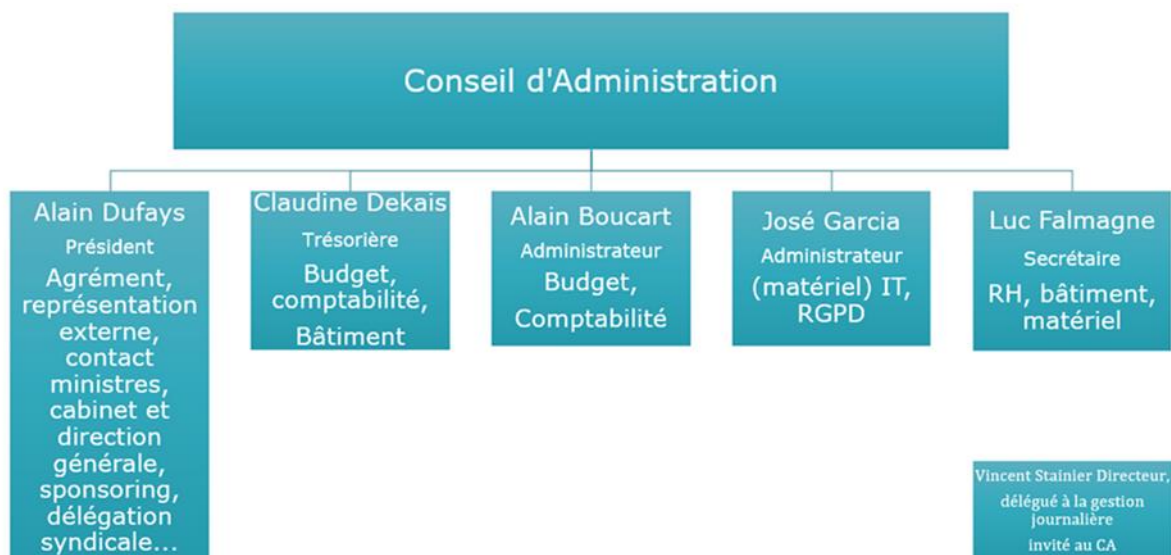 Conseil d'Administration
Alain Dufays
Président
Agrément,
représentation
externe,
contact
ministres,
cabinet et
direction
générale,
sponsoring,
délégation
syndicale...
Claudine Dekais
Trésorière
Budget,
comptabilité,
Bâtiment
Alain Boucart
Administrateur
Budget,
Comptabilité
José Garcia
Administrateur
(matériel) IT,
RGPD
Luc Falmagne
Secrétaire
RH, bâtiment,
matériel
Vincent Stainier Directeur,
délégué à la gestion
journalière
invité au CA